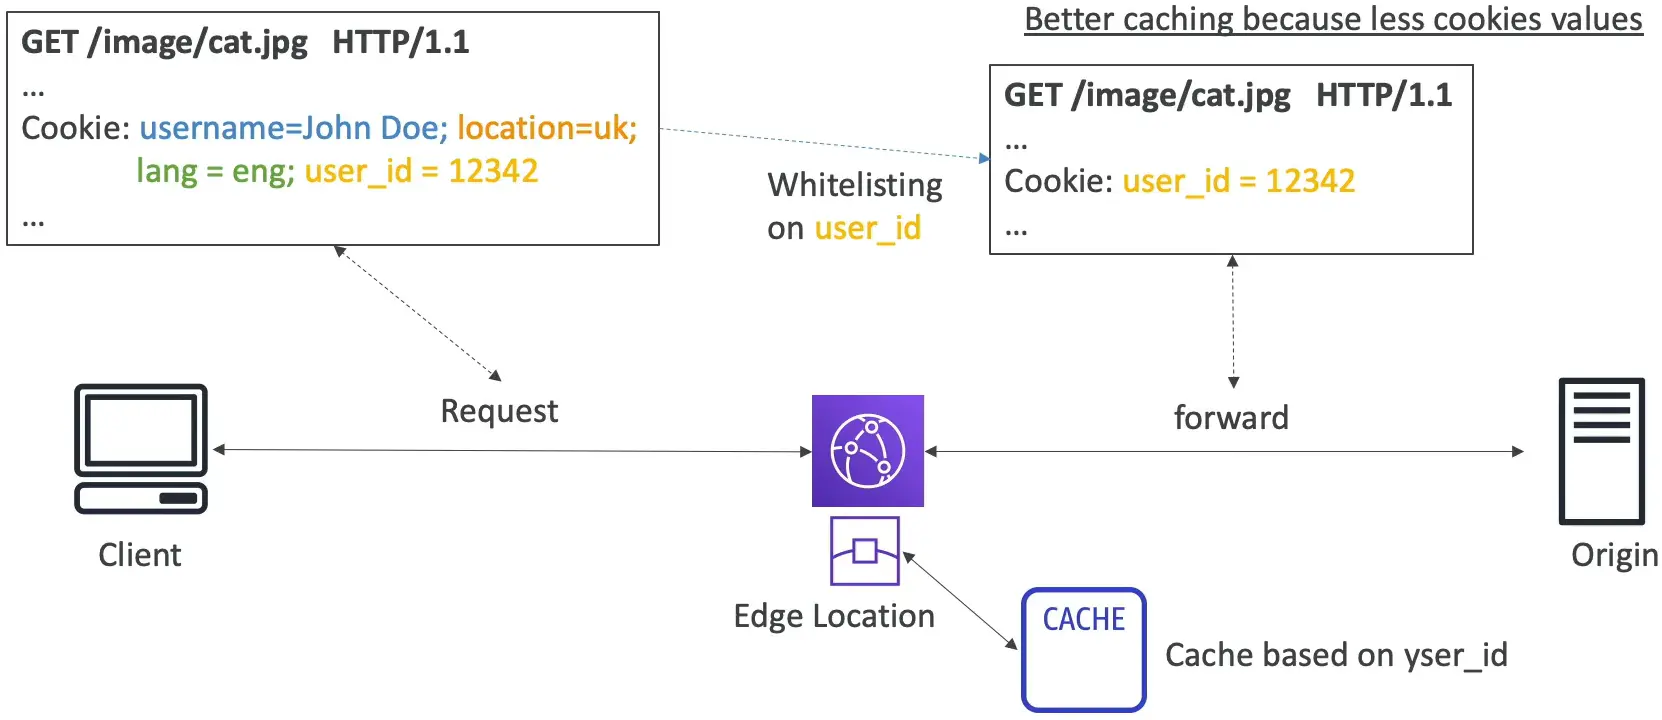 Better caching because less cookies values
GET /image/cat.jpg HTTP/1.1
...
Cookie: username=John Doe; location=uk;
lang = eng; user_id = 12342
...
GET /image/cat.jpg HTTP/1.1
...
Cookie: user_id = 12342
...
Whitelisting
on user_id
Request
forward
Client
Origin
Edge Location
CACHE
Cache based on yser_id